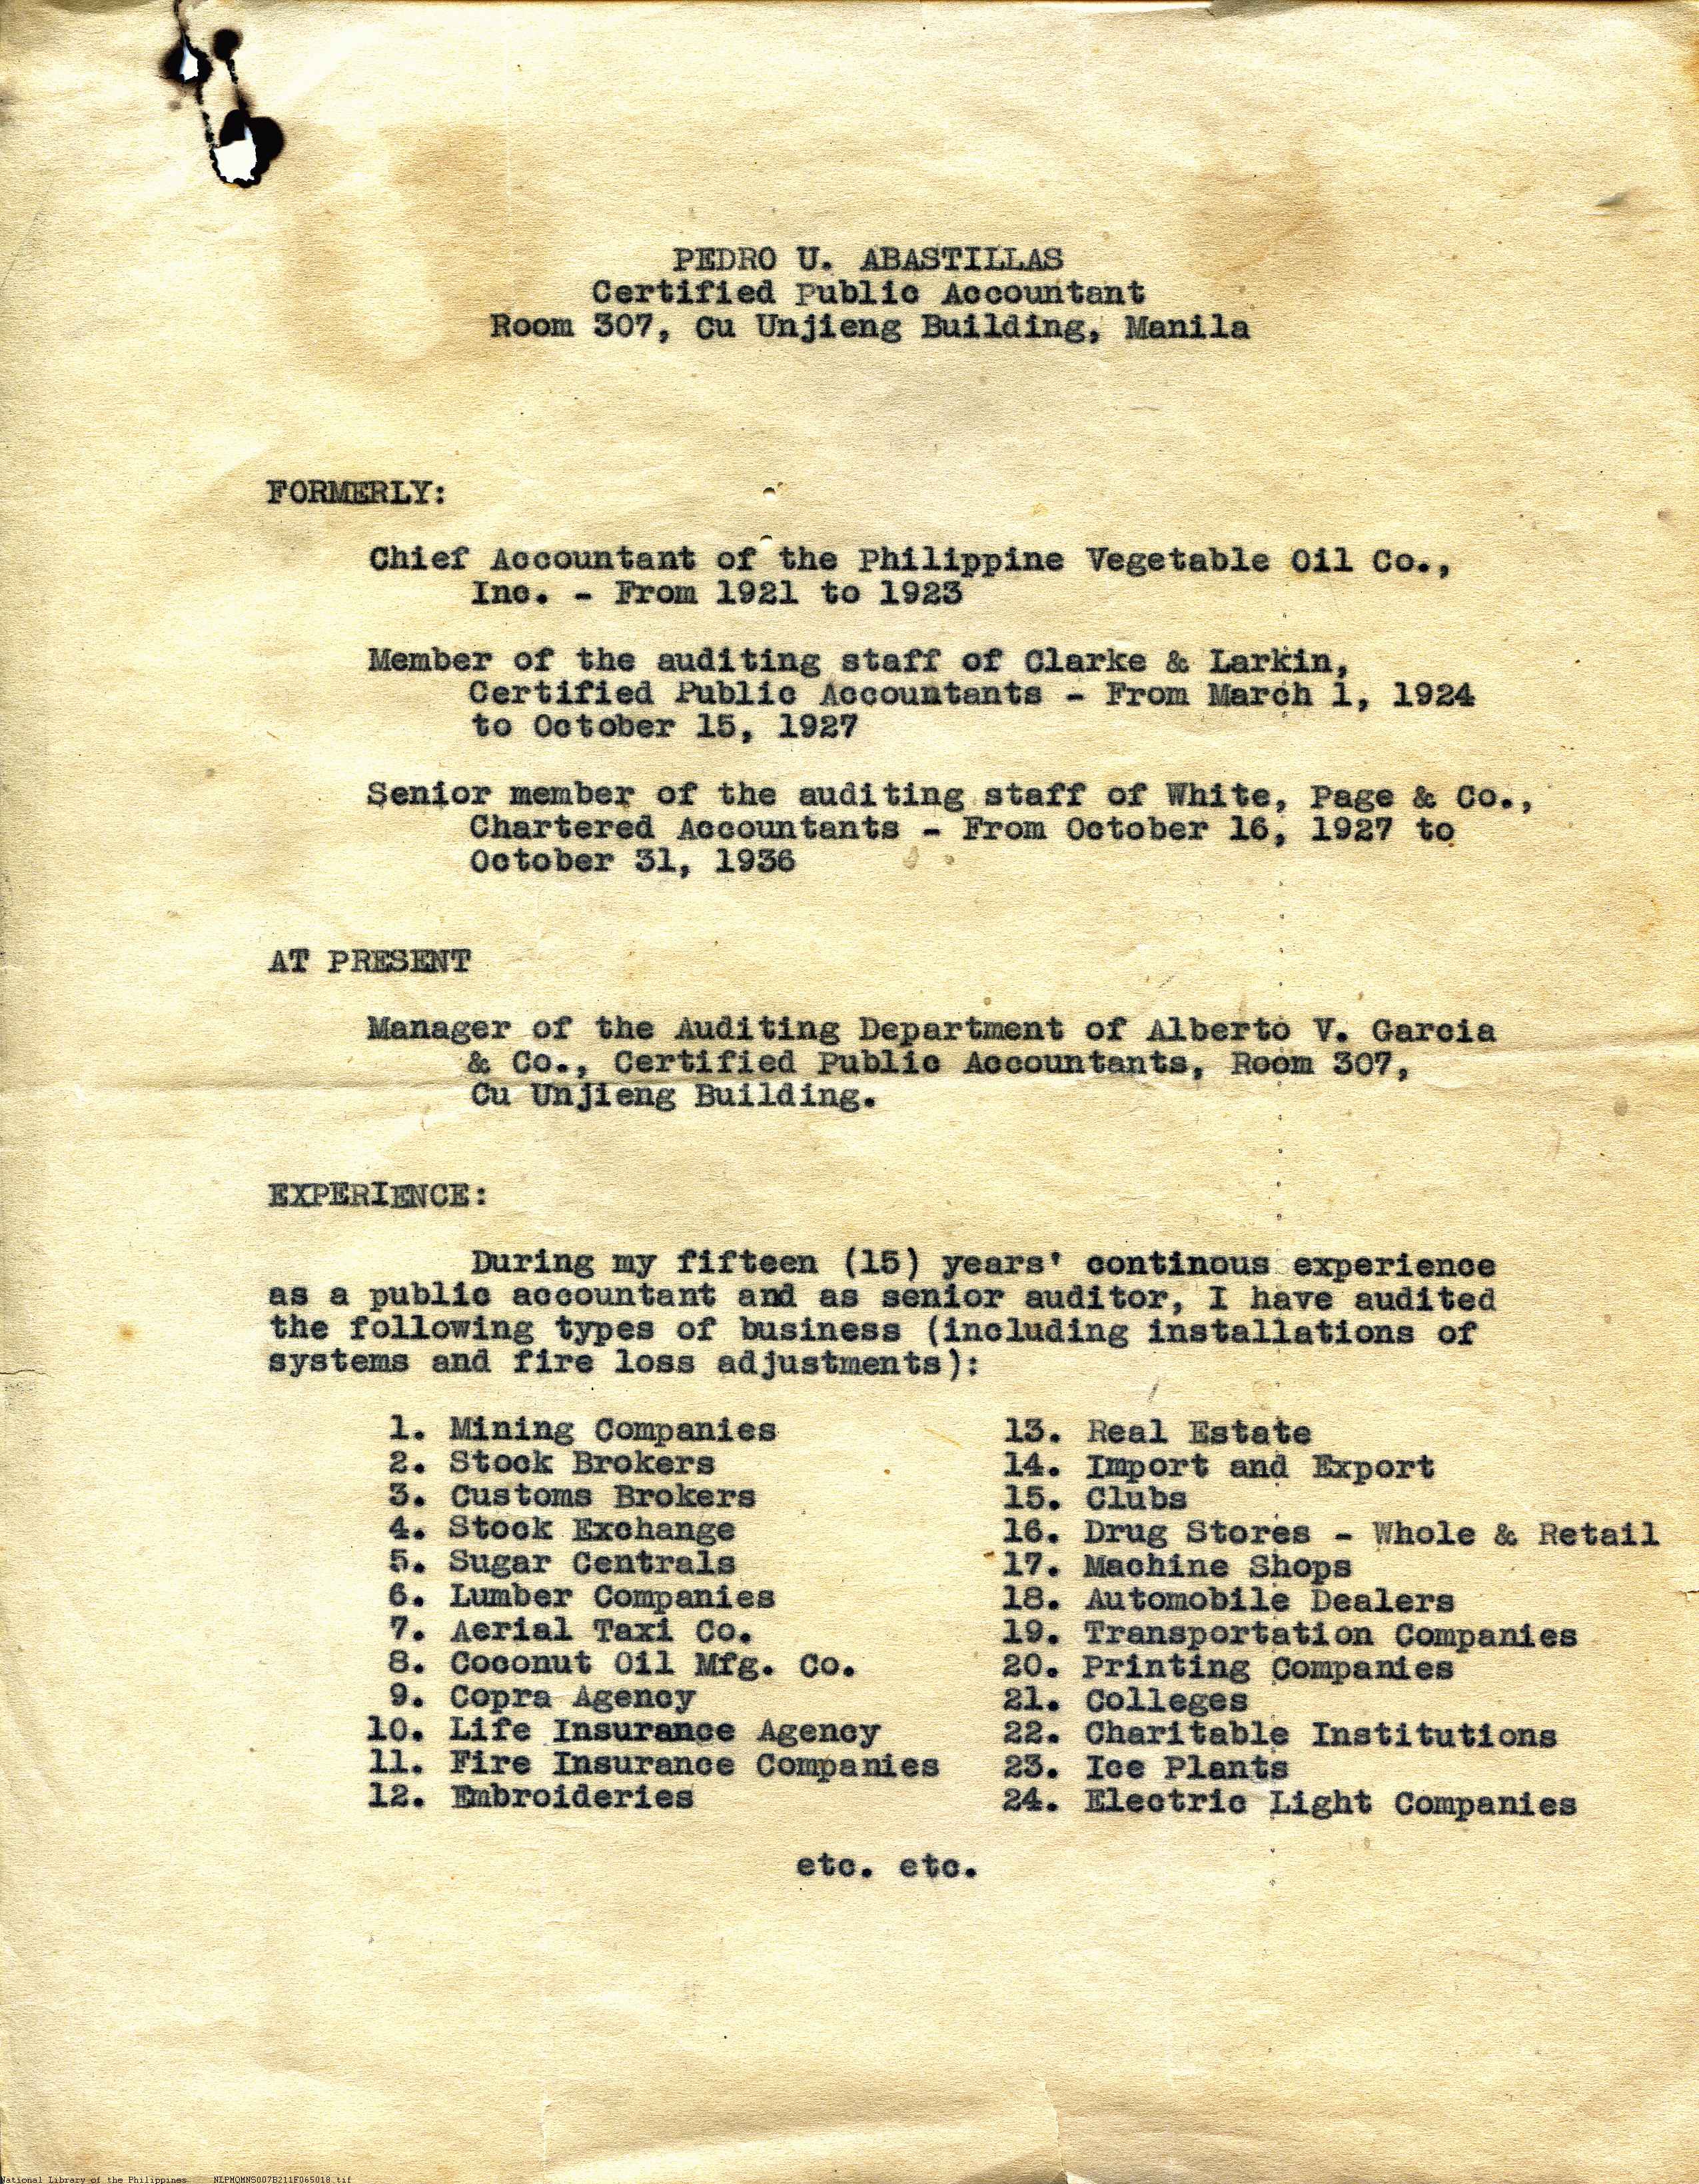 PEDRO U. ABASTILLAS
Certified Public Accountant
Room 307, Cu Unjieng Building, Manila
FORMERLY:
Chief Accountant of the Philippine Vegetable Oil Co.,
Inc. - From 1921 to 1923
Member of the auditing staff of Clarke & Larkin,
Certified Public Accountants - From March 1, 1924
to October 15, 1927
Senior member of the auditing staff of White, Page & Co.,
Chartered Accountants - From October 16, 1927 to
October 31, 1936
AT PRESENT
Manager of the Auditing Department of Alberto V. Garcia
& Co., Certified Public Accountants, Room 307,
Cu Unjieng Building.
EXPERIENCE:
During my fifteen (15) years' continous experience
as a public accountant and as senior auditor, I have audited
the following types of business (including installations of
systems and fire loss adjustments):
1. Mining Companies
2. Stock Brokers
3. Customs Brokers
4. Stock Exchange
5. Sugar Centrals
6. Lumber Companies
7. Aerial Taxi Co.
8. Coconut Oil Mfg. Co.
9. Copra Agency
10. Life Insurance Agency
11. Fire Insurance Companies
12. Embroideries
13. Real Estate
14. Import and Export
15. Clubs
16. Drug Stores - Whole & Retail
17. Machine Shops
18. Automobile Dealers
19. Transportation Companies
20. Printing Companies
21. Colleges
22. Charitable Institutions
23. Ice Plants
24. Electric Light Companies
etc. etc.
National Library of the Philippines NLPMQMNS007B211F065018.tif